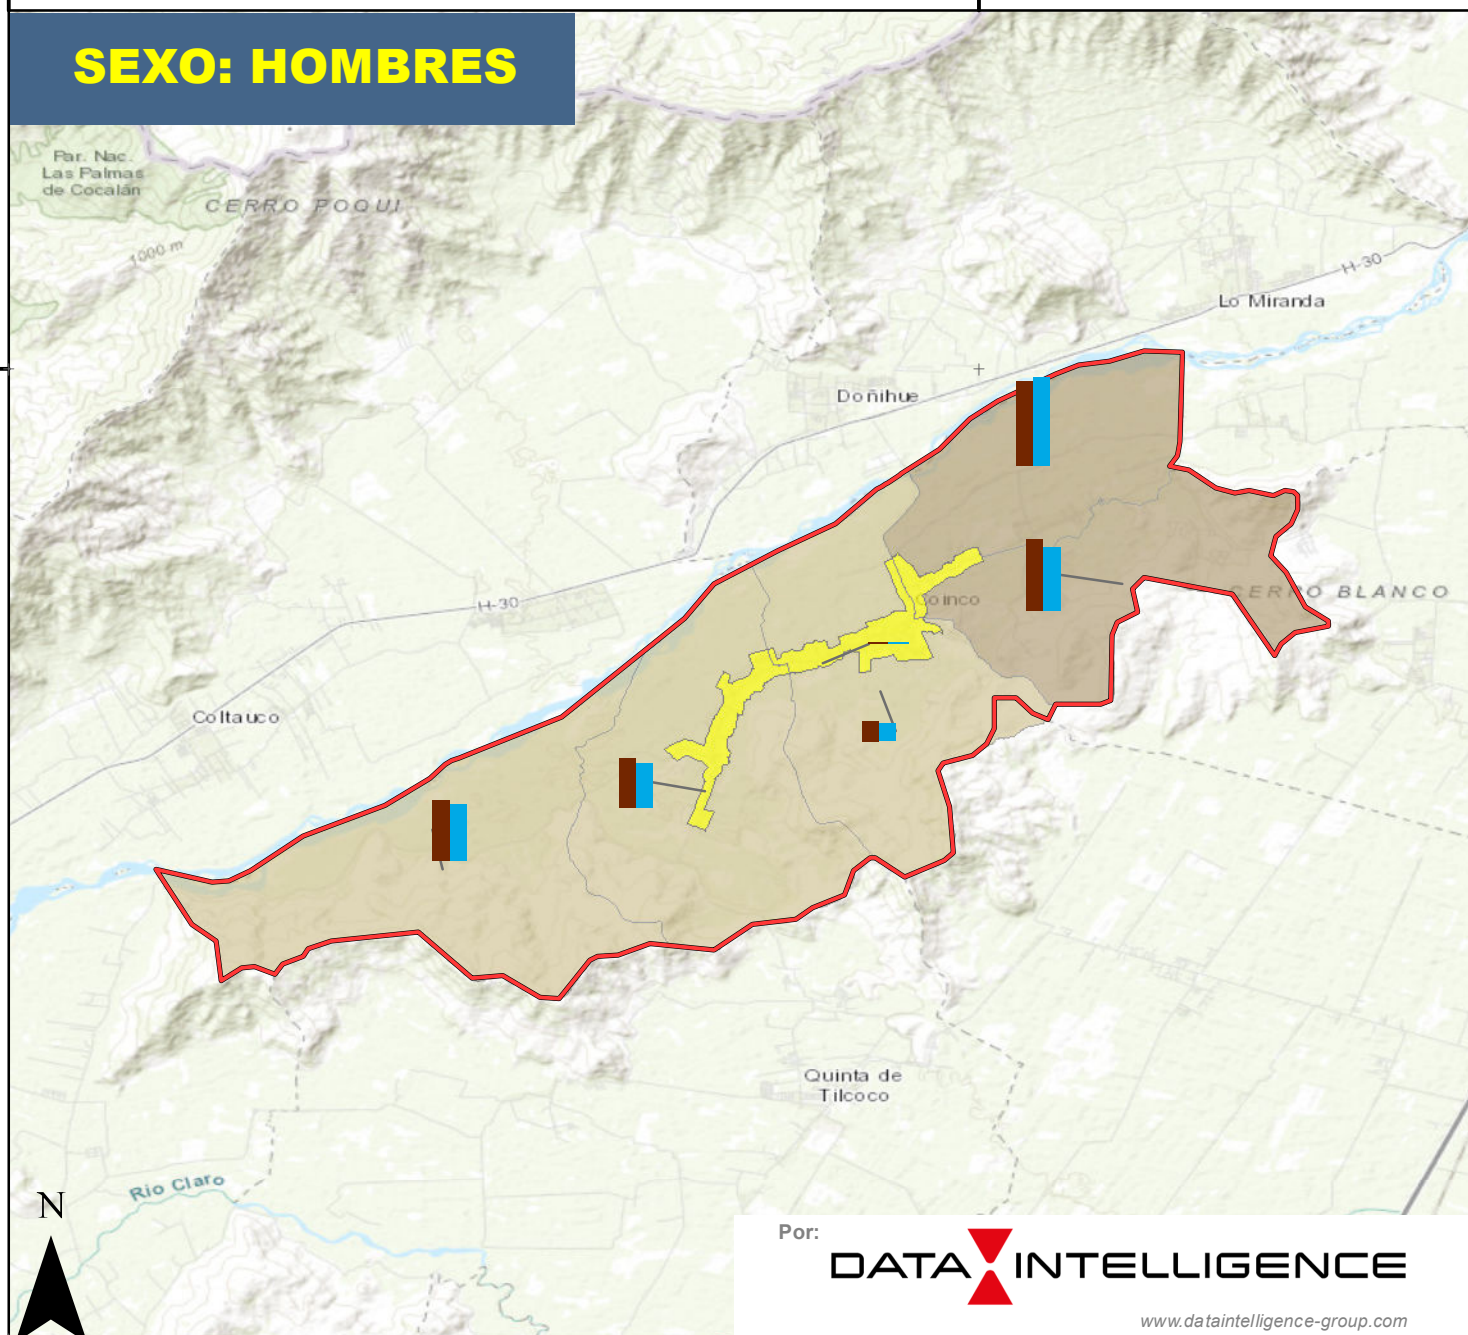 SEXO: HOMBRES
Par. Nac.
Las Palmas
de Cocalán
CERRO POQUI
1000 m
H-30
Lo Miranda
Doñihue
H-30
CERRO BLANCO
Coinco
Coltauco
Quinta de
Tilcoco
Rio Claro
N
Por:
DATA INTELLIGENCE
www.dataintelligence-group.com